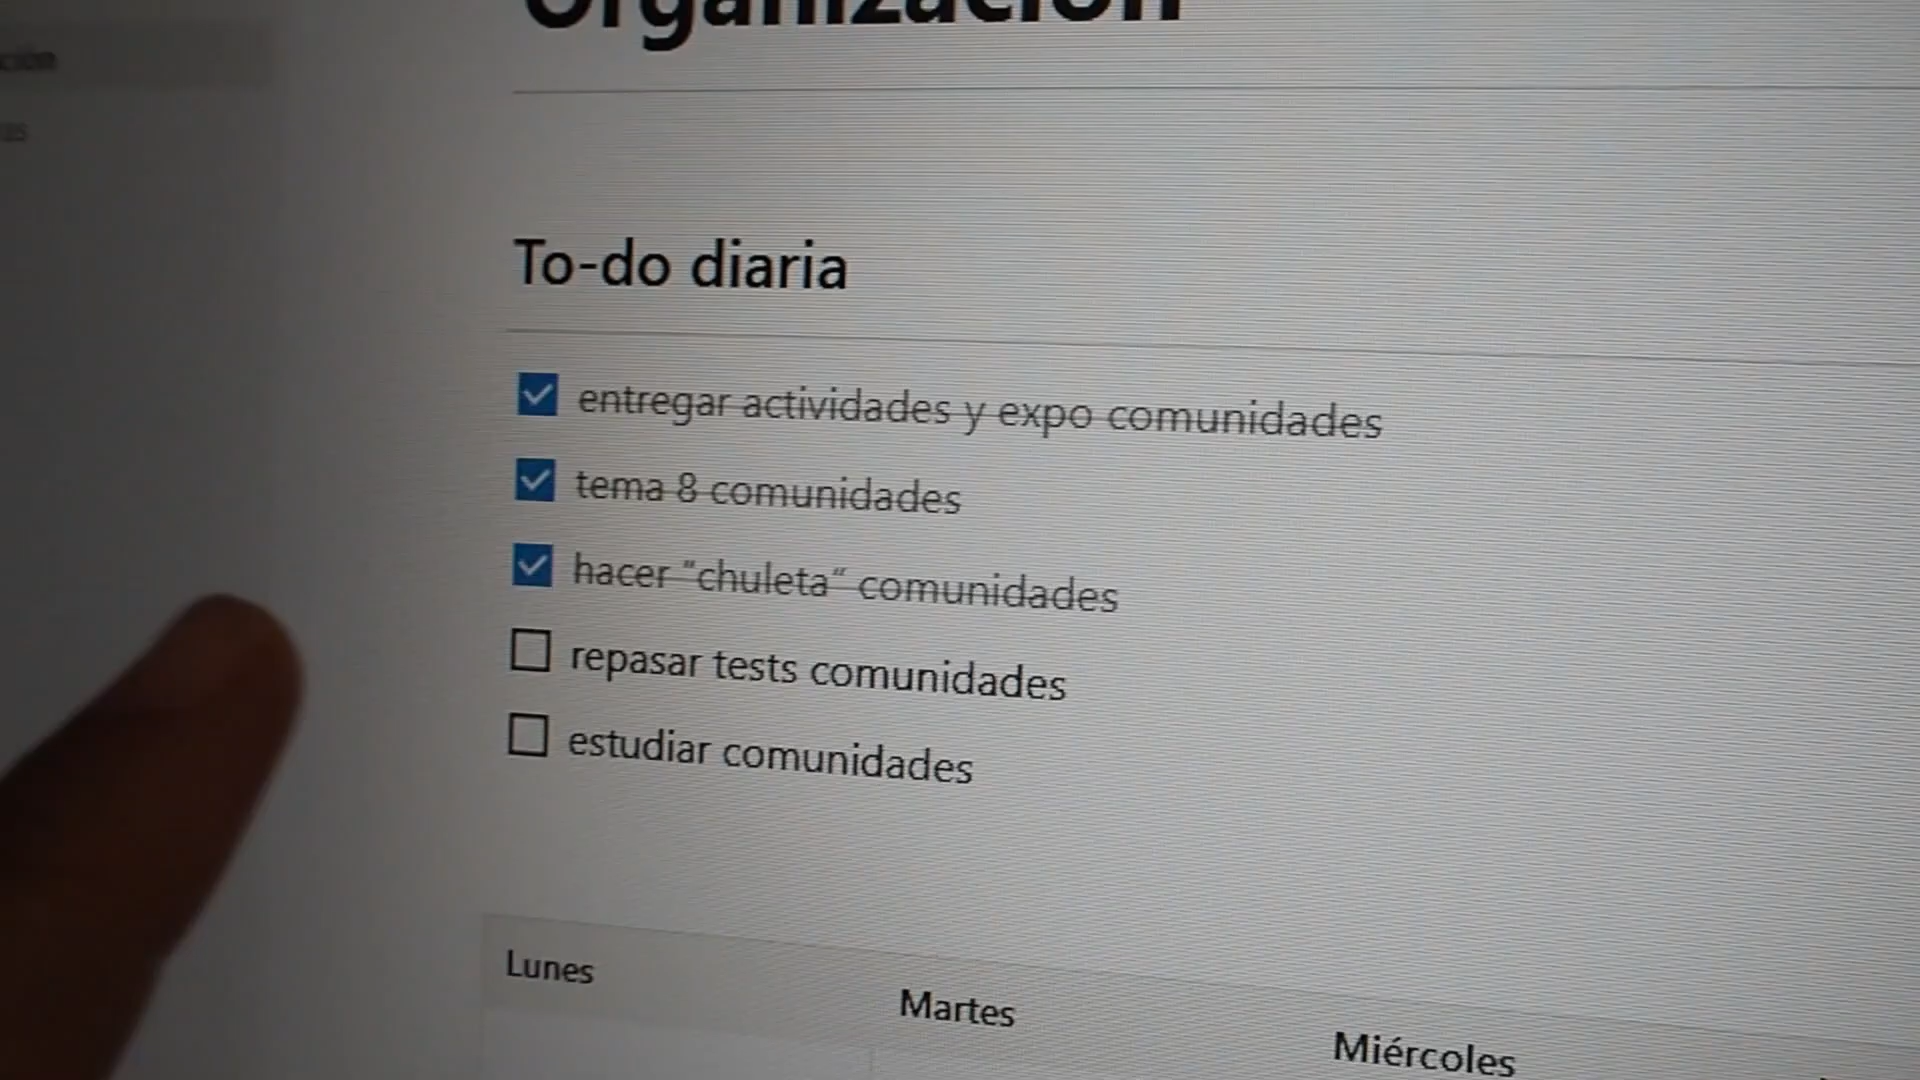 Organización
To-do diaria
entregar actividades y expo comunidades
tema 8 comunidades
hacer "chuleta" comunidades
repasar tests comunidades
estudiar comunidades
Lunes
Martes
Miércoles